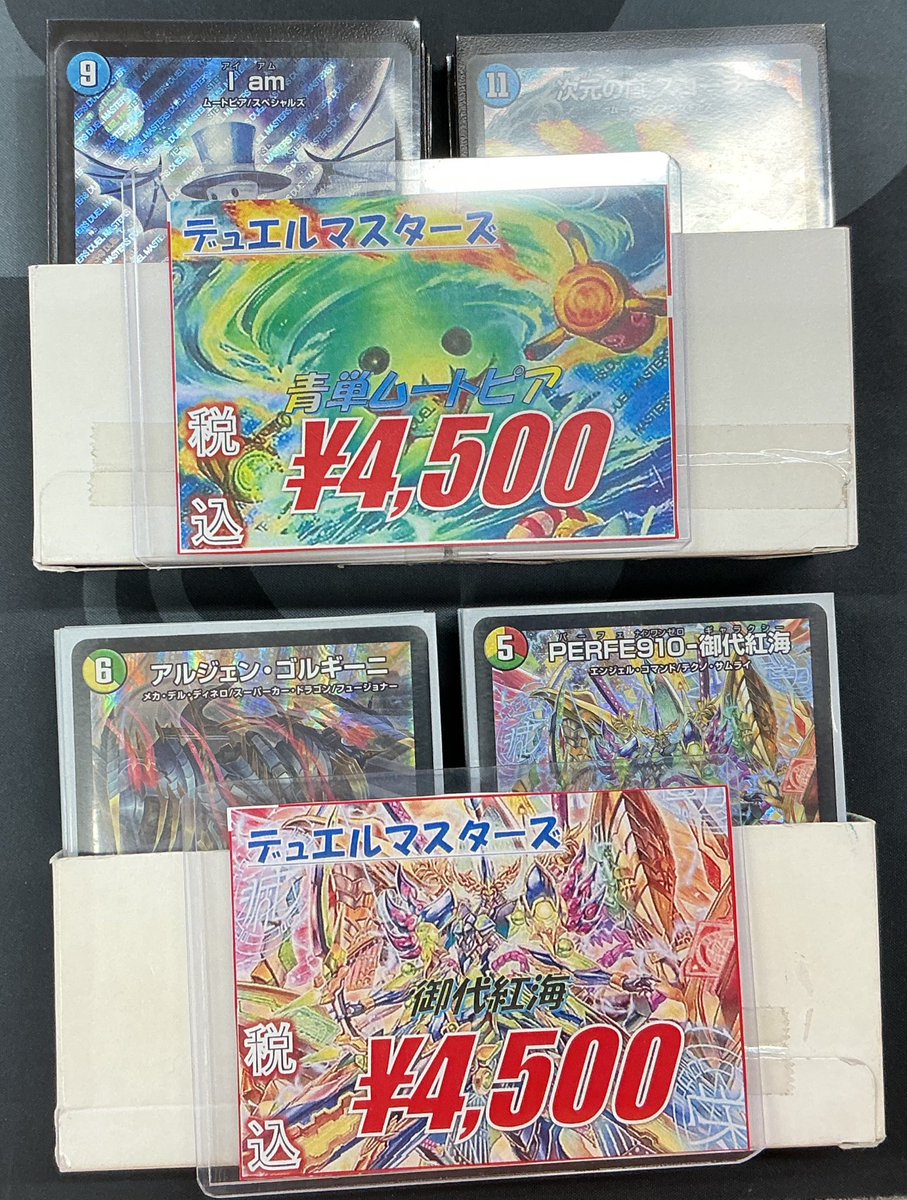 9
アイ アム
I am
ムートピア/スペシャルズ
11
次元の嵐
デュエルマスターズ
青単ムートピア
税込
¥4,500
6
アルジェン・ゴルギーニ
メカ・デル・ディネロ/スーパーカー・ドラゴン/フュージョナー
5
パーフェ ナインワンゼロ ギャラクシー
PERFE910-御代紅海
エンジェル・コマンド/テクノ・サムライ
デュエルマスターズ
御代紅海
税込
¥4,500